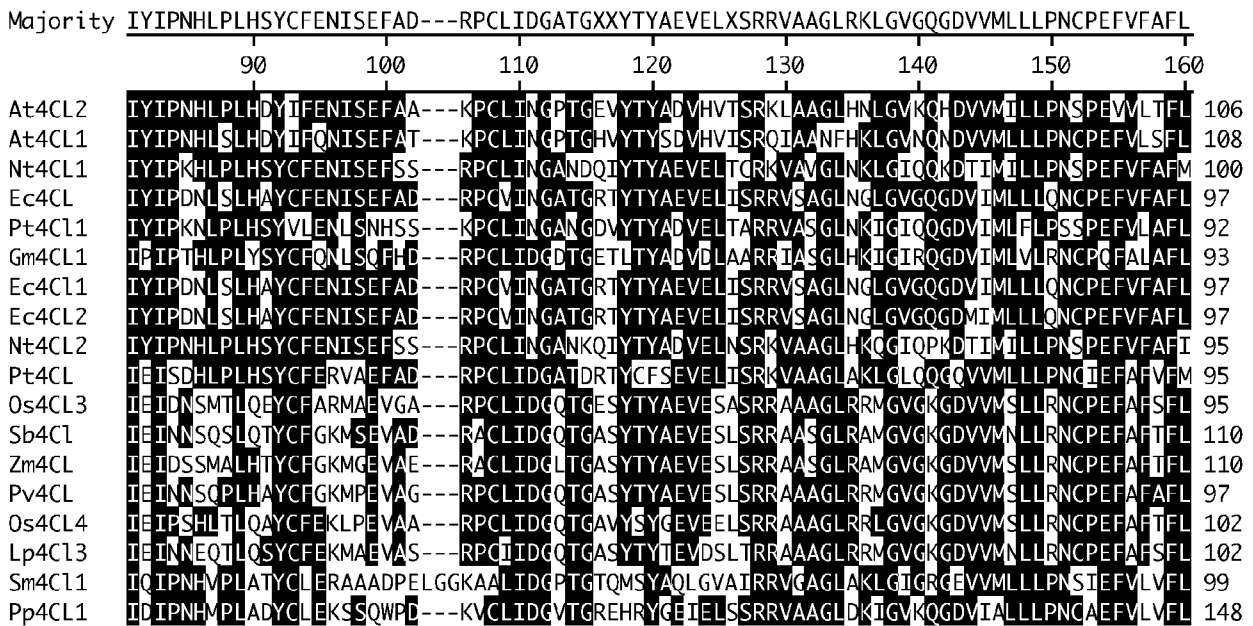 Majority IYIPNHLPLHSYCFENISEFAD---RPCLIDGATGXXYTYAEVELXSRRVAAGLRKLGVGQGDVVMLLLPNCPEFVFAFL
90 100 110 120 130 140 150 160
At4CL2 IYIPNHLPLHDYIFENISEFAA---KPCLINGPTGEVYTYADVHVTSRKLAAGLHNLGVKQHDVVMILLPNSPEVVLTFL 106
At4CL1 IYIPNHLSLHDYIFQNISEFAT---KPCLINGPTGHVYTYSDVHVISRQIAANFHKLGVNQNDVVMLLLPNCPEFVLSFL 108
Nt4CL1 IYIPKHLPLHSYCFENISEFSS---RPCLINGANDQIYTYAEVELTCRKVAVGLNKLGIQQKDTIMILLPNSPEFVFAFM 100
Ec4CL IYIPDNLSLHAYCFENISEFAD---RPCVINGATGRTYTYAEVELISRRVSAGLNGLGVGQGDVIMLLLQNCPEFVFAFL 97
Pt4Cl1 IYIPKNLPLHSYVLENLSNHSS---KPCLINGANGDVYTYADVELTARRVASGLNKIGIQQGDVIMLFLPSSPEFVLAFL 92
Gm4CL1 IPIPTHLPLYSYCFQNLSQFHD---RPCLIDGDTGETLTYADVDLAARRIASGLHKIGIRQGDVIMLVLRNCPQFALAFL 93
Ec4Cl1 IYIPDNLSLHAYCFENISEFAD---RPCVINGATGRTYTYAEVELISRRVSAGLNGLGVGQGDVIMLLLQNCPEFVFAFL 97
Ec4CL2 IYIPDNLSLHAYCFENISEFAD---RPCVINGATGRTYTYAEVELISRRVSAGLNGLGVGQGDMIMLLLQNCPEFVFAFL 97
Nt4CL2 IYIPNHLPLHSYCFENISEFSS---RPCLINGANKQIYTYADVELNSRKVAAGLHKQGIQPKDTIMILLPNSPEFVFAFI 95
Pt4CL IEISDHLPLHSYCFERVAEFAD---RPCLIDGATDRTYCFSEVELISRKVAAGLAKLGLQQGQVVMLLLPNCIEFAFVFM 95
Os4CL3 IEIDNSMTLQEYCFARMAEVGA---RPCLIDGQTGESYTYAEVESASRRAAAGLRRMGVGKGDVVMSLLRNCPEFAFSFL 95
Sb4Cl IEINNSQSLQTYCFGKMSEVAD---RACLIDGQTGASYTYAEVESLSRRAASGLRAMGVGKGDVVMNLLRNCPEFAFTFL 110
Zm4CL IEIDSSMALHTYCFGKMGEVAE---RACLIDGLTGASYTYAEVESLSRRAASGLRAMGVGKGDVVMSLLRNCPEFAFTFL 110
Pv4CL IEINNSQPLHAYCFGKMPEVAG---RPCLIDGQTGASYTYAEVESLSRRAAAGLRRMGVGKGDVVMNLLRNCPEFAFAFL 97
Os4CL4 IEIPSHLTLQAYCFEKLPEVAA---RPCLIDGQTGAVYSYGEVEELSRRAAAGLRRLGVGKGDVVMNLLRNCPEFAFTFL 102
Lp4Cl3 IEINNEQTLQSYCFEKMAEVAS---RPCIIDGQTGASYTYTEVDSLTRRAAAGLRRMGVGKGDVVMNLLRNCPEFAFSFL 102
Sm4Cl1 IQIPNHVPLATYCLERAAADPELGGKAALIDGPTGTQMSYAQLGVAIRRVGAGLAKLGIGRGEVVMLLLPNSIEFVLVFL 99
Pp4CL1 IDIPNHMPLADYCLEKSSQWPD---KVCLIDGVTGREHRYGEIELSSRRVAAGLDKIGVKQGDVIALLLPNCAEFVLVFL 148